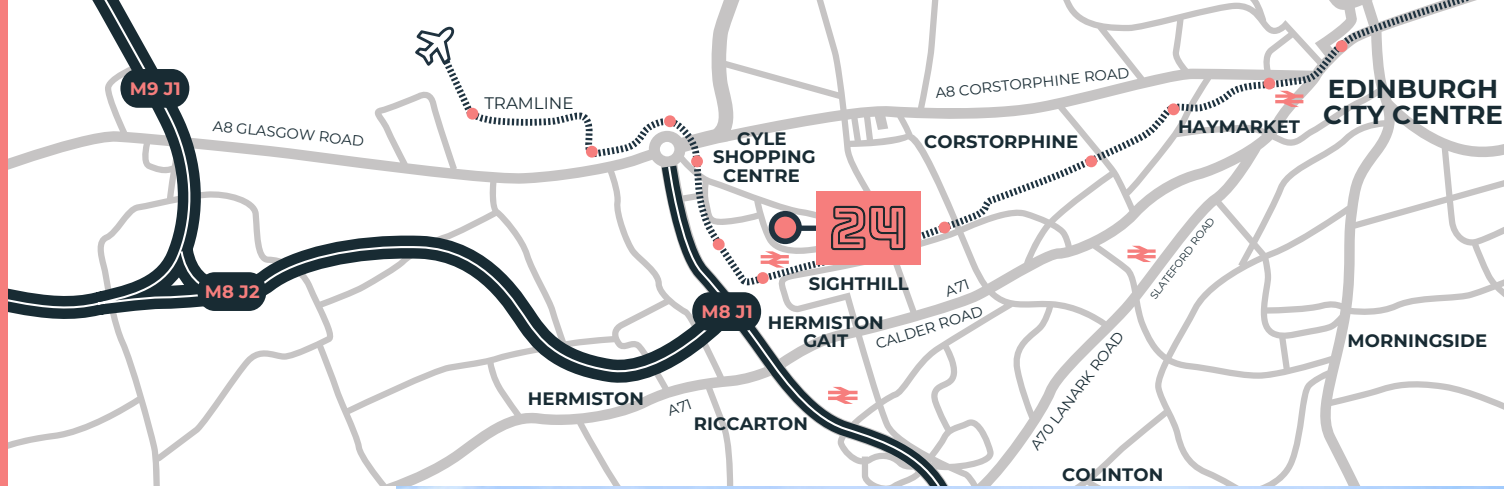 M9 J1
TRAMLINE
A8 GLASGOW ROAD
A8 CORSTORPHINE ROAD
EDINBURGH
CITY CENTRE
HAYMARKET
GYLE
SHOPPING
CENTRE
CORSTORPHINE
24
M8 J2
SIGHTHILL
A71
SLATEFORD ROAD
M8 J1
HERMISTON
GAIT
CALDER ROAD
MORNINGSIDE
HERMISTON
A71
RICCARTON
A70 LANARK ROAD
COLINTON